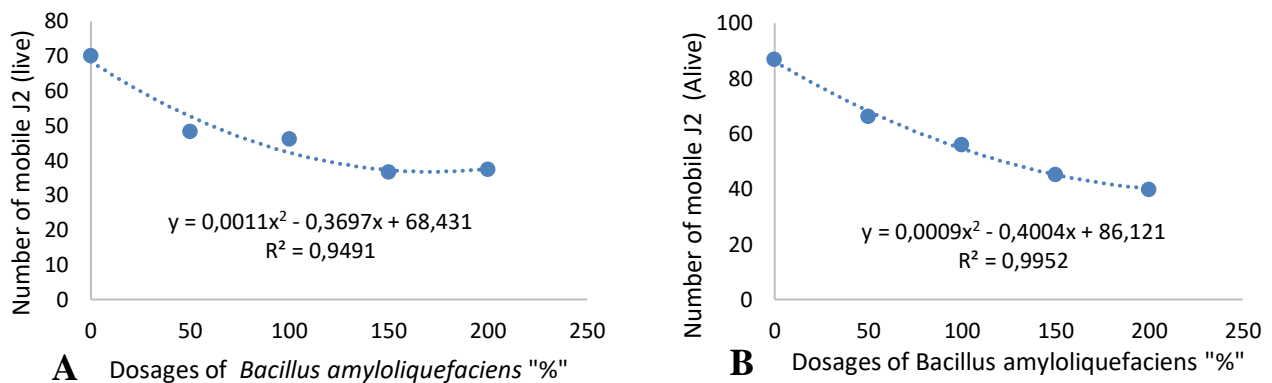 Number of mobile J2 (live)
80
70
60
50
40
30
20
10
0
y = 0,0011x² - 0,3697x + 68,431
R² = 0,9491
0 50 100 150 200 250
A Dosages of Bacillus amyloliquefaciens "%"
Number of mobile J2 (Alive)
100
80
60
40
20
0
y = 0,0009x² - 0,4004x + 86,121
R² = 0,9952
0 50 100 150 200 250
B Dosages of Bacillus amyloliquefaciens "%"